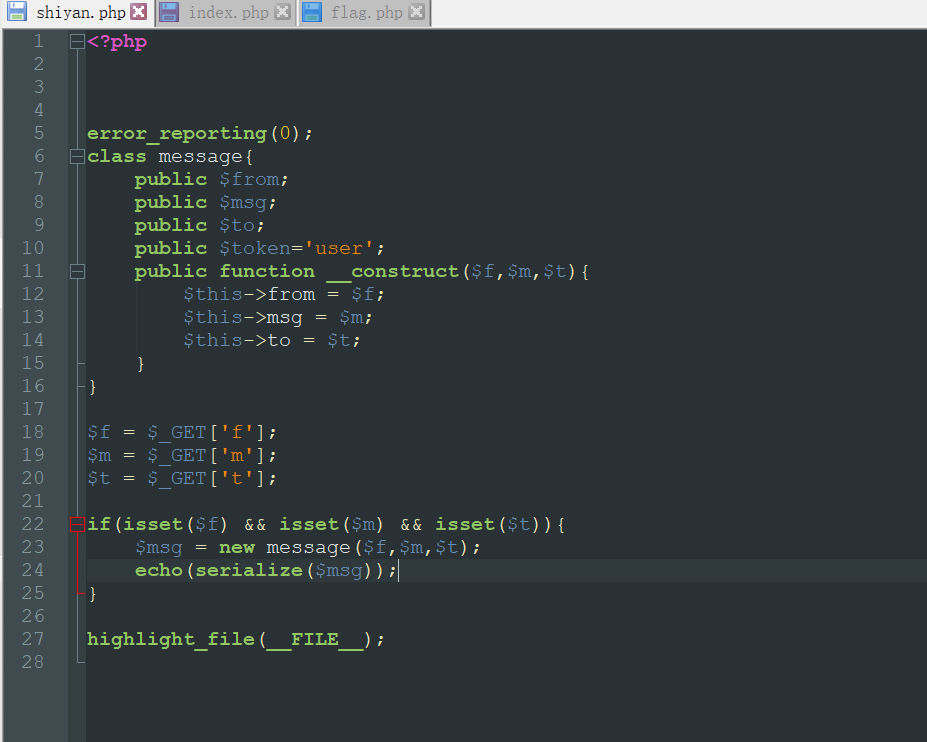 shiyan.php index.php flag.php
1 <?php
2
3
4
5 error_reporting(0);
6 class message{
7     public $from;
8     public $msg;
9     public $to;
10     public $token='user';
11     public function __construct($f,$m,$t){
12         $this->from = $f;
13         $this->msg = $m;
14         $this->to = $t;
15     }
16 }
17
18 $f = $_GET['f'];
19 $m = $_GET['m'];
20 $t = $_GET['t'];
21
22 if(isset($f) && isset($m) && isset($t)){
23     $msg = new message($f,$m,$t);
24     echo(serialize($msg));
25 }
26
27 highlight_file(__FILE__);
28